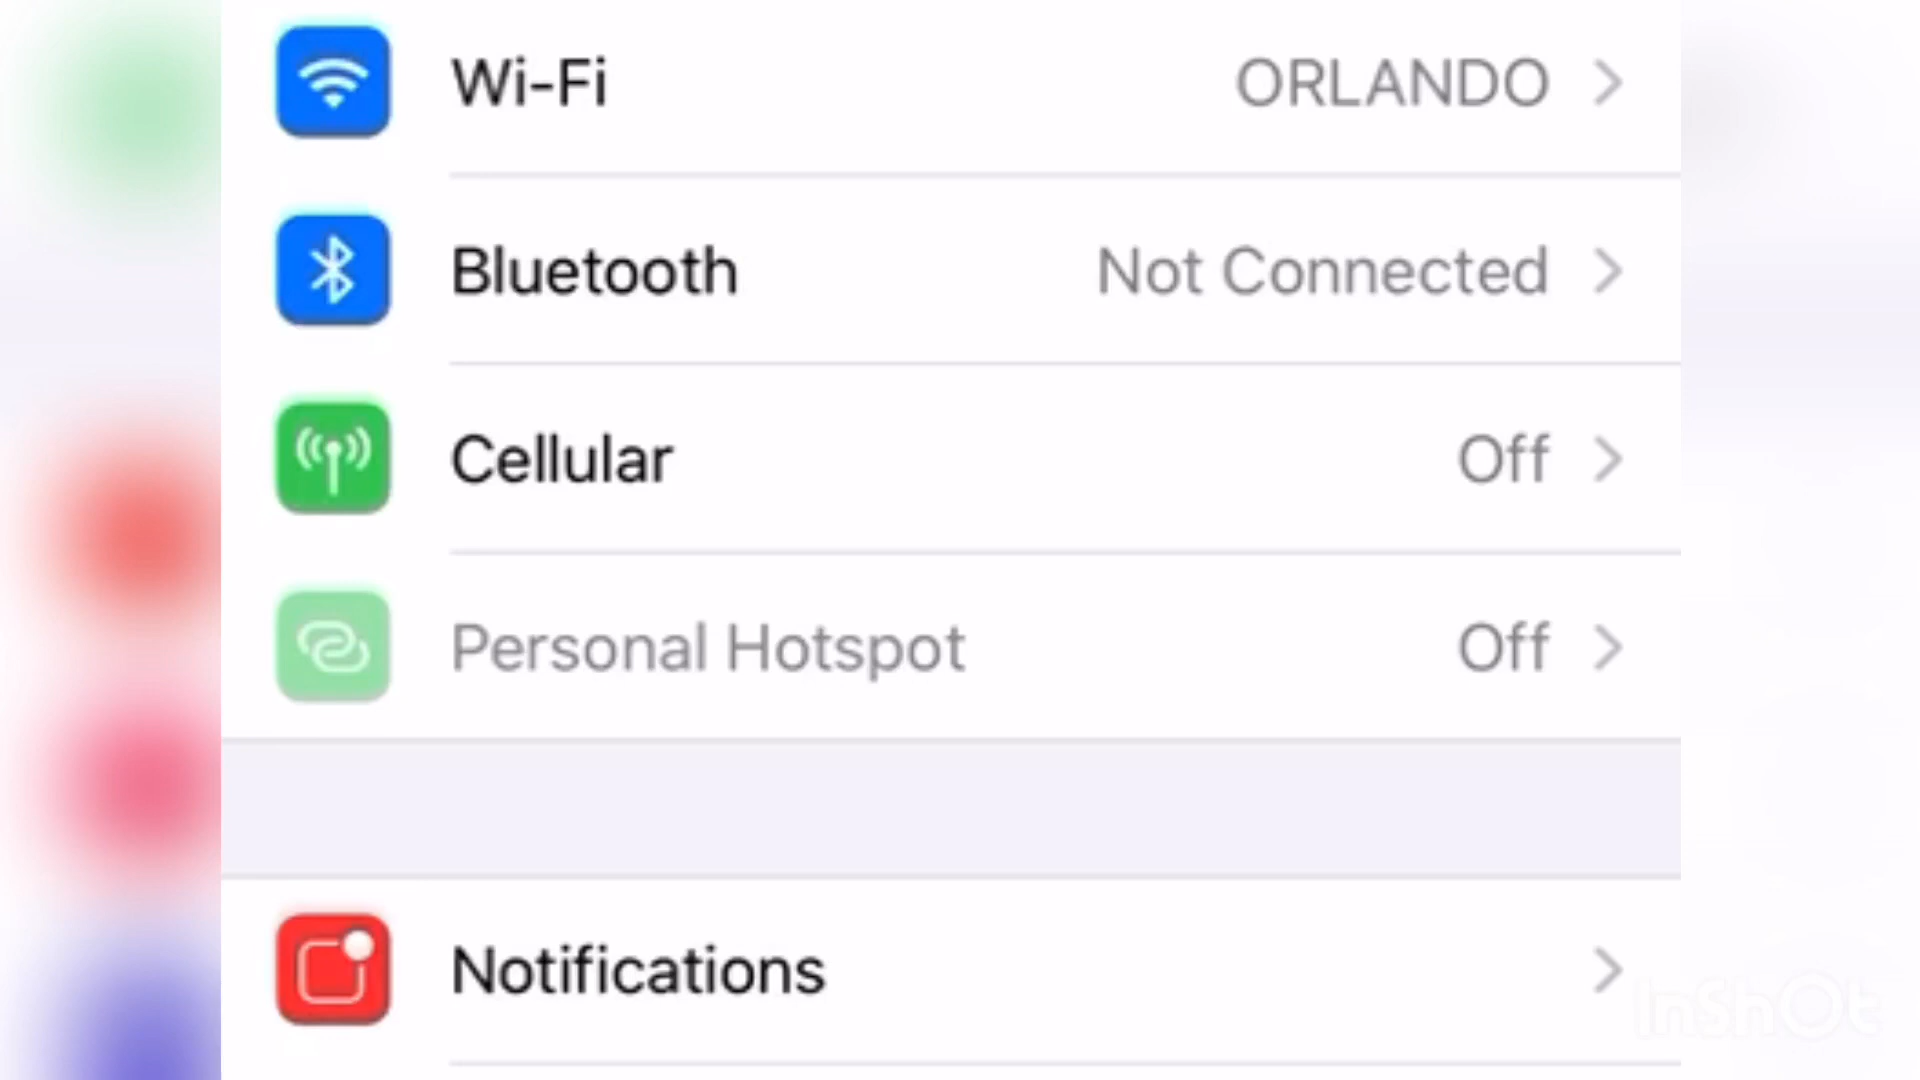 Wi-Fi ORLANDO
Bluetooth Not Connected
Cellular Off
Personal Hotspot Off
Notifications
InShOt